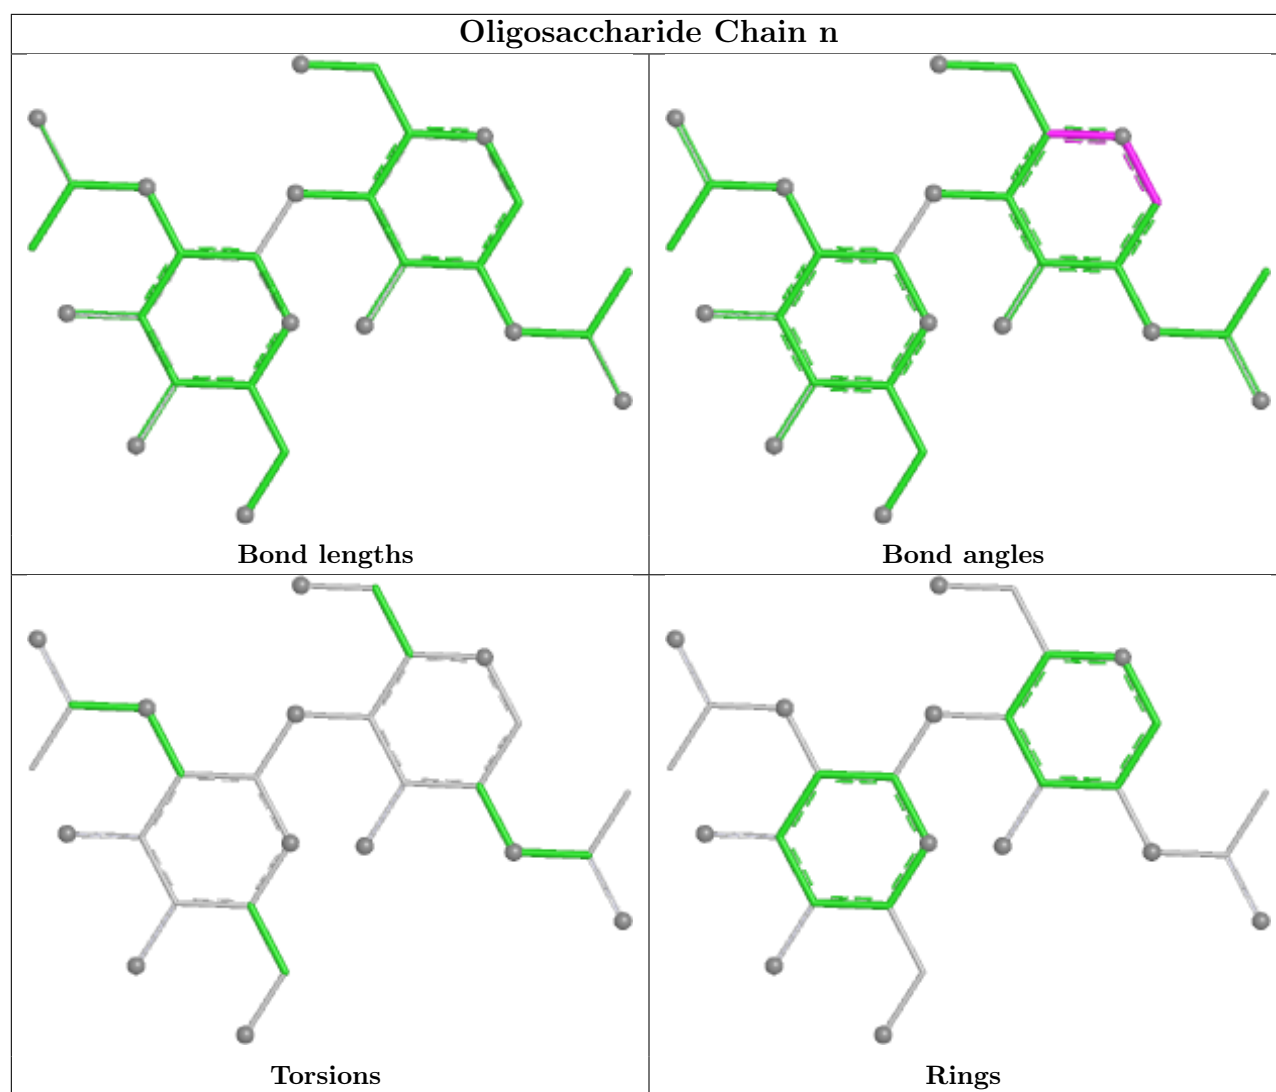 Oligosaccharide Chain n
Bond lengths
Bond angles
Torsions
Rings